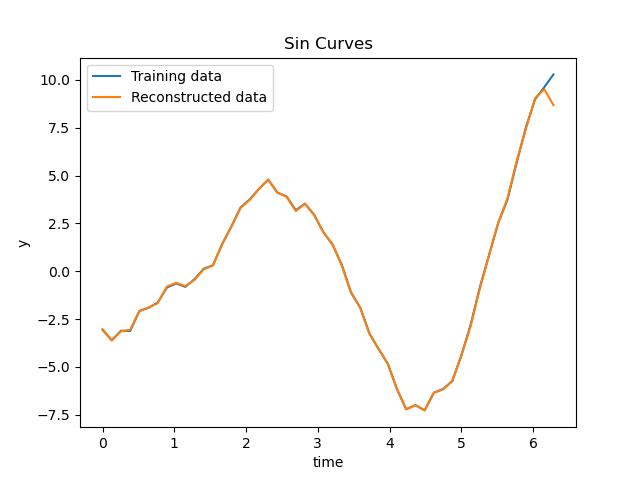 Sin Curves
Training data
Reconstructed data
10.0
7.5
5.0
2.5
0.0
−2.5
−5.0
−7.5
y
0 1 2 3 4 5 6
time